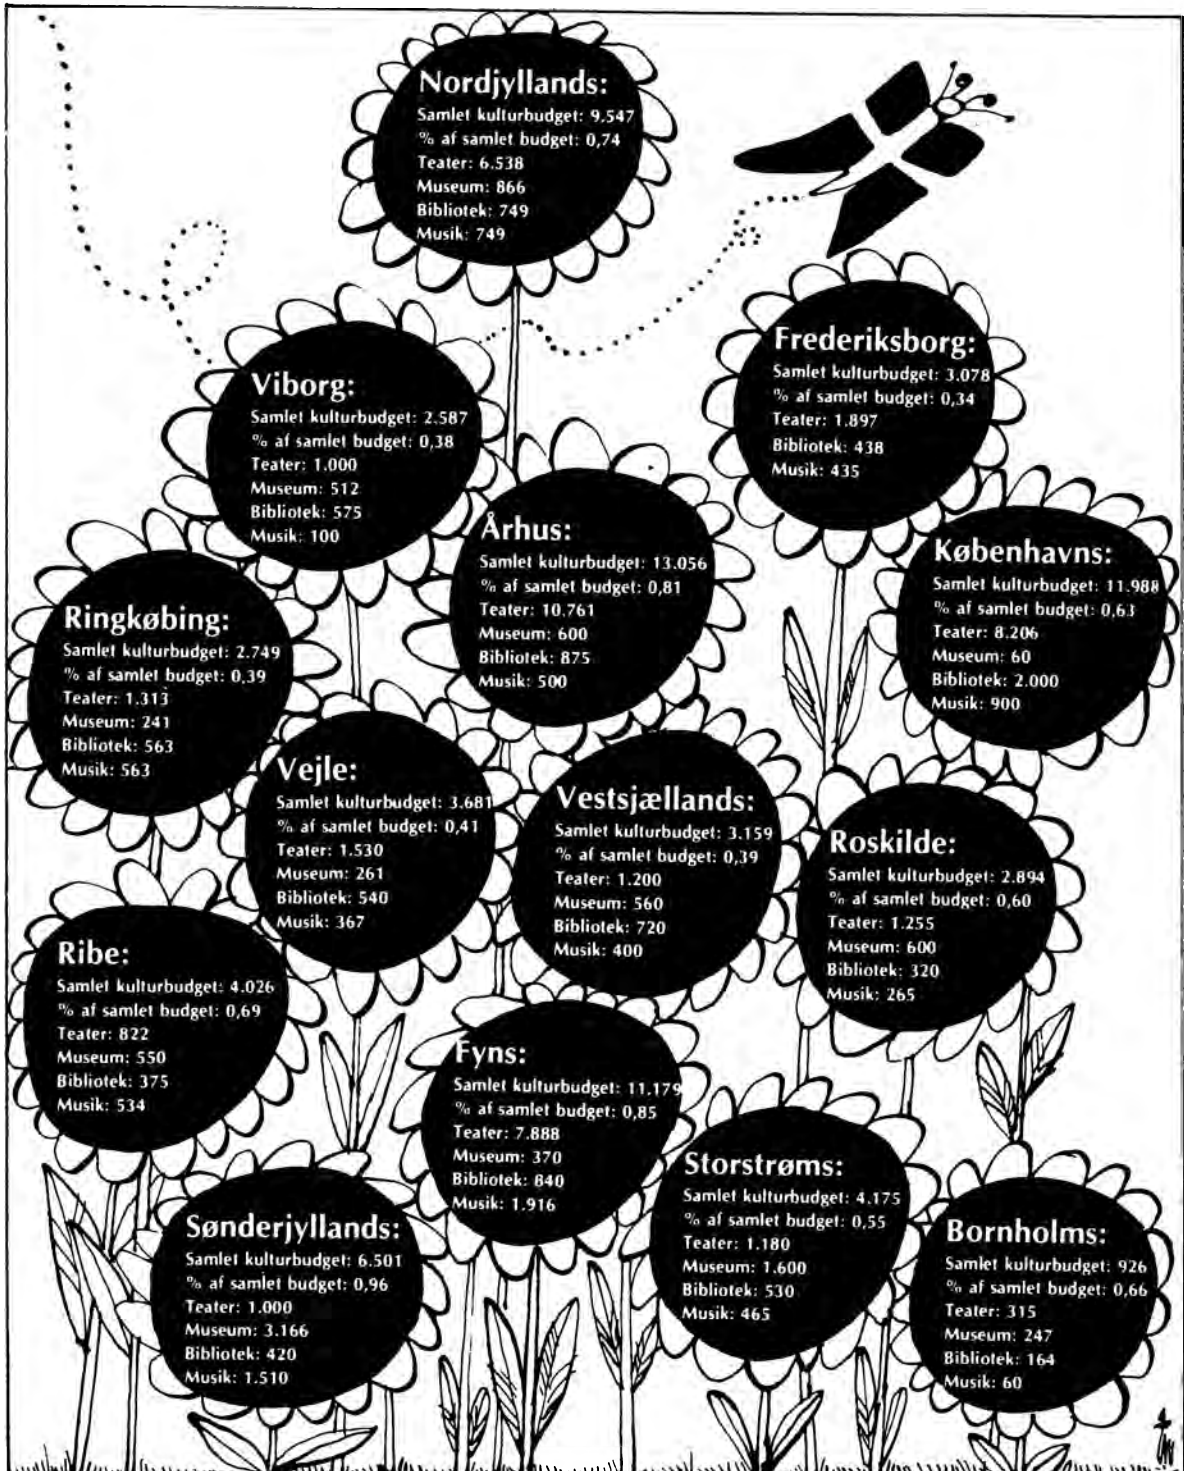 Nordjyllands:
Samlet kulturbudget: 9.547
% af samlet budget: 0,74
Teater: 6.538
Museum: 866
Bibliotek: 749
Musik: 749
Frederiksborg:
Samlet kulturbudget: 3.078
% af samlet budget: 0,34
Teater: 1.897
Bibliotek: 438
Musik: 435
Viborg:
Samlet kulturbudget: 2.587
% af samlet budget: 0,38
Teater: 1.000
Museum: 512
Bibliotek: 575
Musik: 100
Århus:
Samlet kulturbudget: 13.056
% af samlet budget: 0,81
Teater: 10.761
Museum: 600
Bibliotek: 875
Musik: 500
Københavns:
Samlet kulturbudget: 11.988
% af samlet budget: 0,63
Teater: 8.206
Museum: 60
Bibliotek: 2.000
Musik: 900
Ringkøbing:
Samlet kulturbudget: 2.749
% af samlet budget: 0,39
Teater: 1.313
Museum: 241
Bibliotek: 563
Musik: 563
Vejle:
Samlet kulturbudget: 3.681
% af samlet budget: 0,41
Teater: 1.530
Museum: 261
Bibliotek: 540
Musik: 367
Vestsjællands:
Samlet kulturbudget: 3.159
% af samlet budget: 0,39
Teater: 1.200
Museum: 560
Bibliotek: 720
Musik: 400
Roskilde:
Samlet kulturbudget: 2.894
% af samlet budget: 0,60
Teater: 1.255
Museum: 600
Bibliotek: 320
Musik: 265
Ribe:
Samlet kulturbudget: 4.026
% af samlet budget: 0,69
Teater: 822
Museum: 550
Bibliotek: 375
Musik: 534
Fyns:
Samlet kulturbudget: 11.179
% af samlet budget: 0,85
Teater: 7.888
Museum: 370
Bibliotek: 840
Musik: 1.916
Storstrøms:
Samlet kulturbudget: 4.175
% af samlet budget: 0,55
Teater: 1.180
Museum: 1.600
Bibliotek: 530
Musik: 465
Sønderjyllands:
Samlet kulturbudget: 6.501
% af samlet budget: 0,96
Teater: 1.000
Museum: 3.166
Bibliotek: 420
Musik: 1.510
Bornholms:
Samlet kulturbudget: 926
% af samlet budget: 0,66
Teater: 315
Museum: 247
Bibliotek: 164
Musik: 60